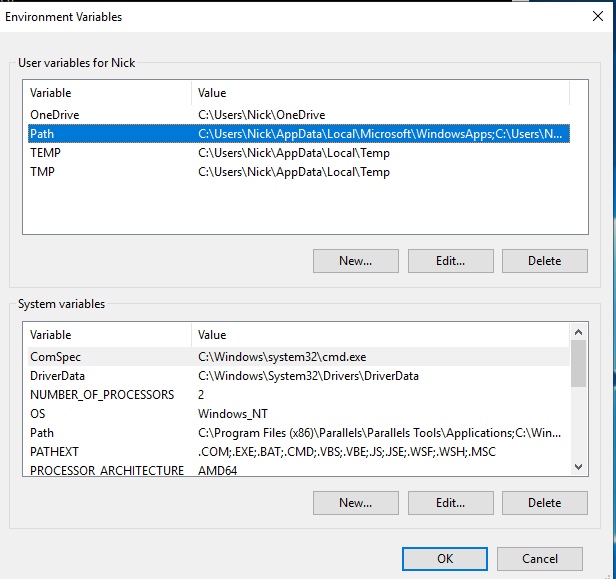 Environment Variables
User variables for Nick
Variable Value
OneDrive C:\Users\Nick\OneDrive
Path C:\Users\Nick\AppData\Local\Microsoft\WindowsApps;C:\Users\N...
TEMP C:\Users\Nick\AppData\Local\Temp
TMP C:\Users\Nick\AppData\Local\Temp
New... Edit... Delete
System variables
Variable Value
ComSpec C:\Windows\system32\cmd.exe
DriverData C:\Windows\System32\Drivers\DriverData
NUMBER_OF_PROCESSORS 2
OS Windows_NT
Path C:\Program Files (x86)\Parallels\Parallels Tools\Applications;C:\Win...
PATHEXT .COM;.EXE;.BAT;.CMD;.VBS;.VBE;.JS;.JSE;.WSF;.WSH;.MSC
PROCESSOR_ARCHITECTURE AMD64
New... Edit... Delete
OK Cancel